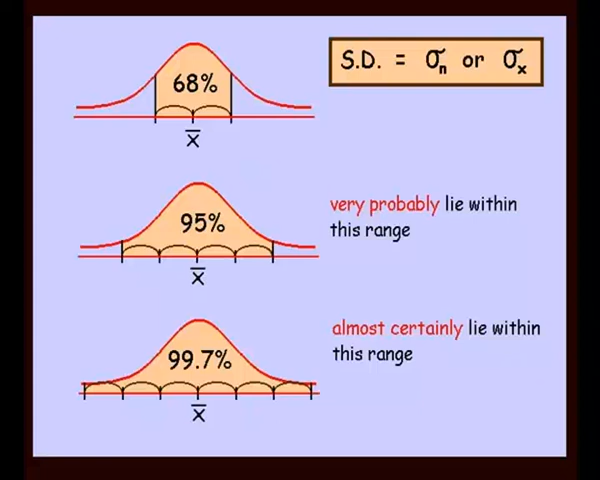 S.D. = σn or σx
68%
x̄
95%
x̄
very probably lie within
this range
99.7%
x̄
almost certainly lie within
this range